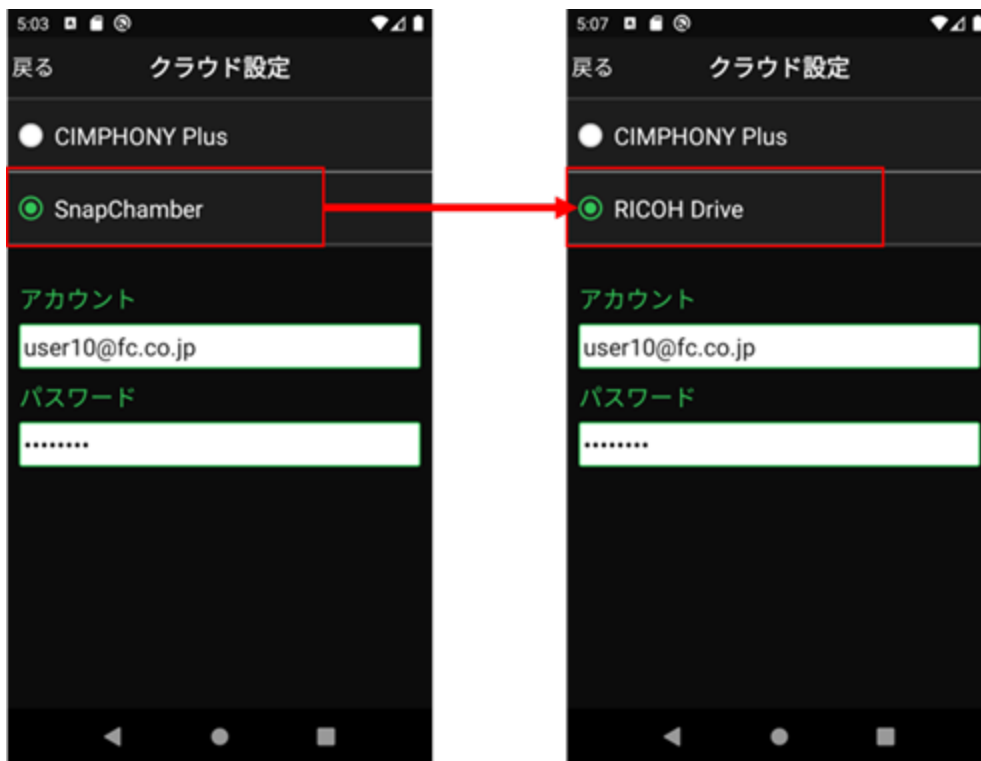 5:03
戻る クラウド設定
CIMPHONY Plus
SnapChamber
アカウント
user10@fc.co.jp
パスワード
••••••••
5:07
戻る クラウド設定
CIMPHONY Plus
RICOH Drive
アカウント
user10@fc.co.jp
パスワード
••••••••